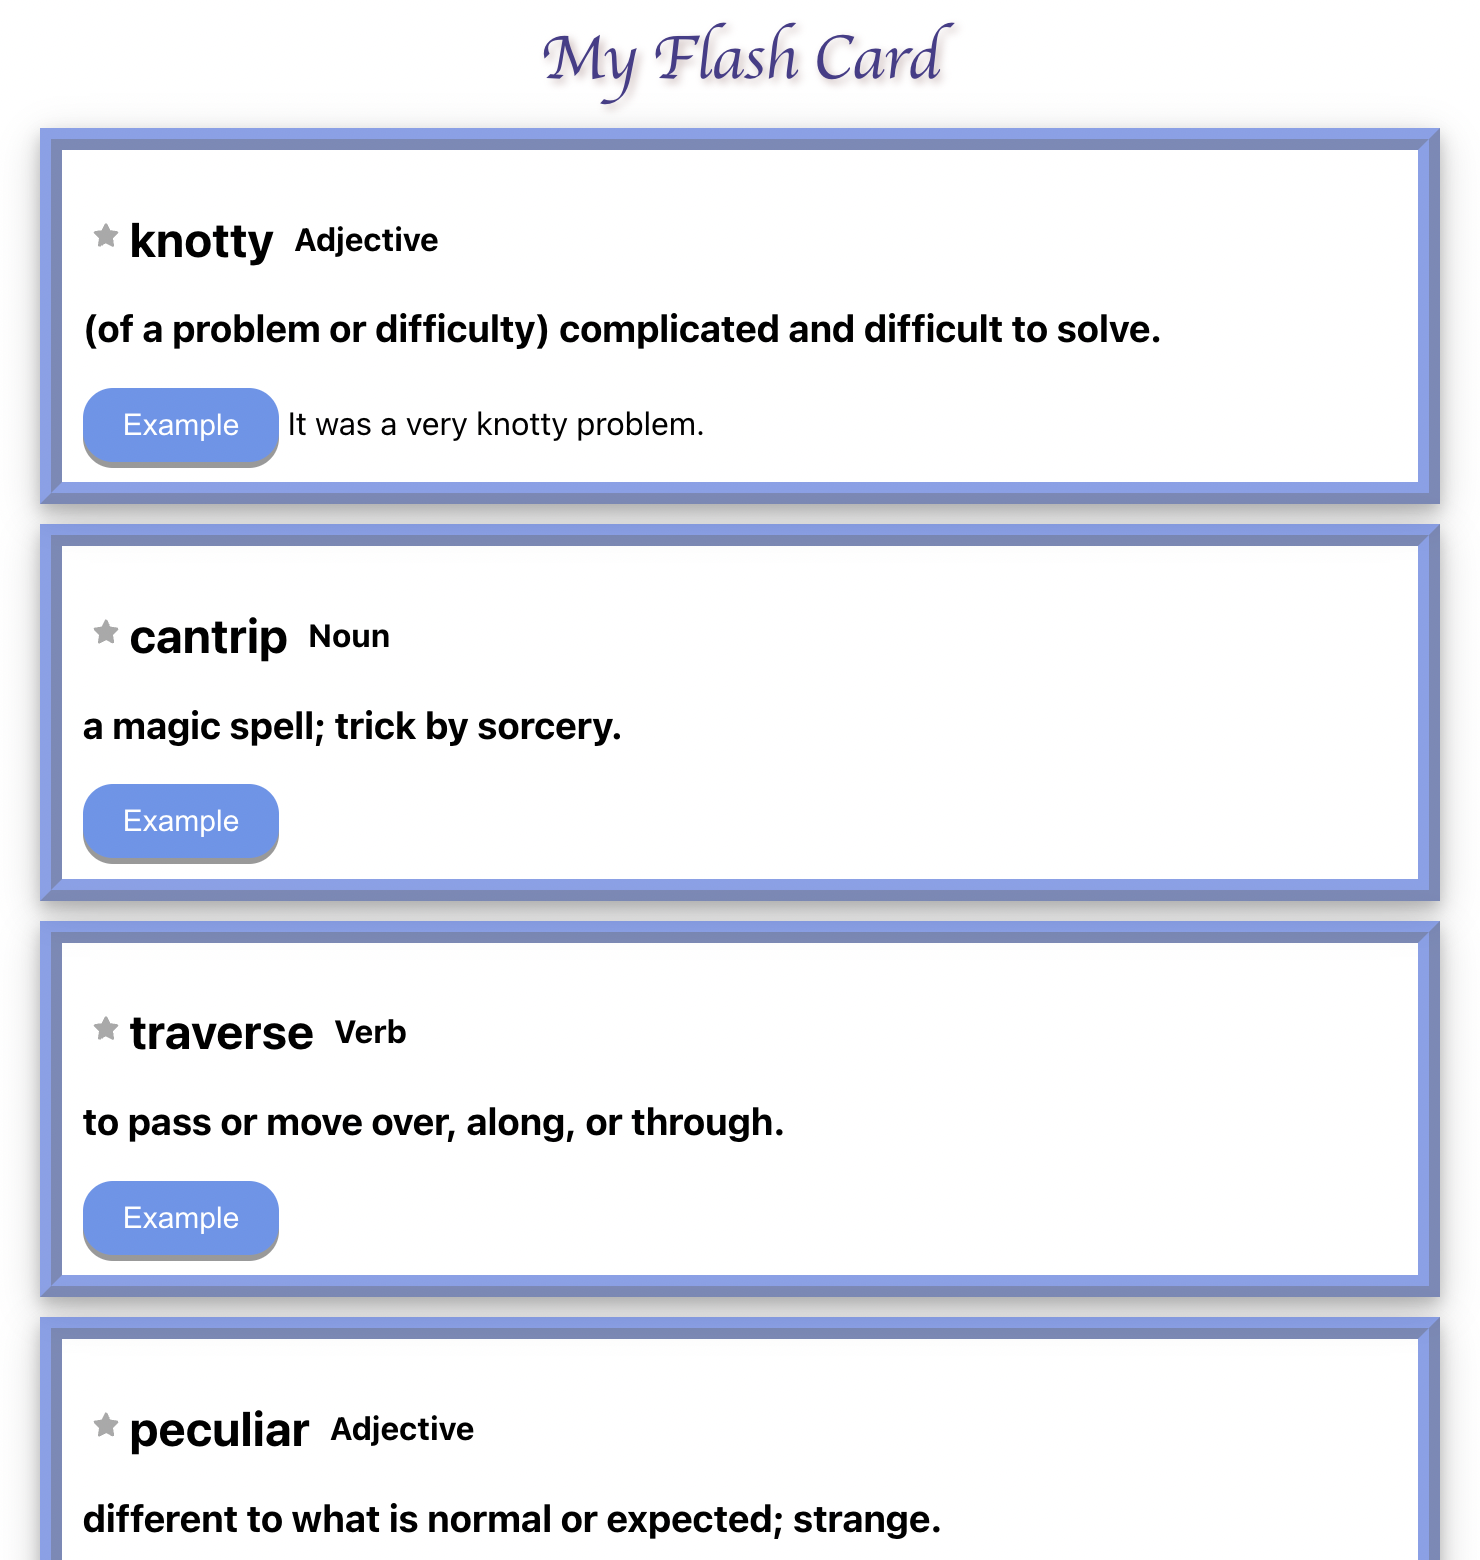 My Flash Card
knotty Adjective
(of a problem or difficulty) complicated and difficult to solve.
Example It was a very knotty problem.
cantrip Noun
a magic spell; trick by sorcery.
Example
traverse Verb
to pass or move over, along, or through.
Example
peculiar Adjective
different to what is normal or expected; strange.